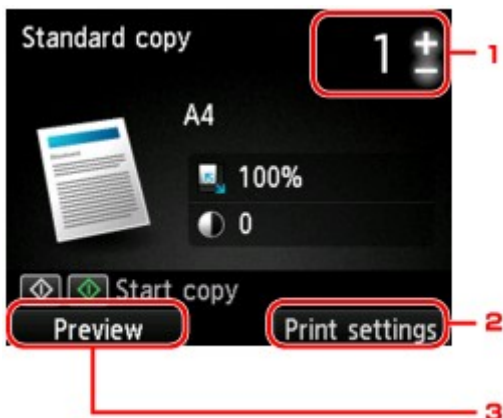 Standard copy
1 + −
1
A4
100%
0
Start copy
Preview
Print settings
2
3